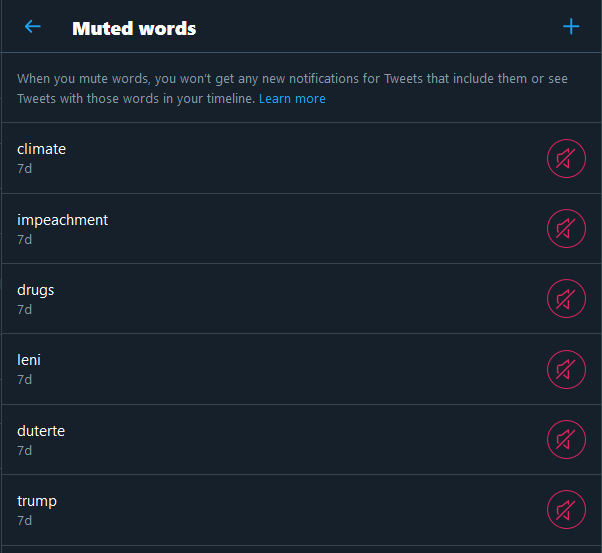 Muted words
When you mute words, you won't get any new notifications for Tweets that include them or see
Tweets with those words in your timeline. Learn more
climate
7d
impeachment
7d
drugs
7d
leni
7d
duterte
7d
trump
7d